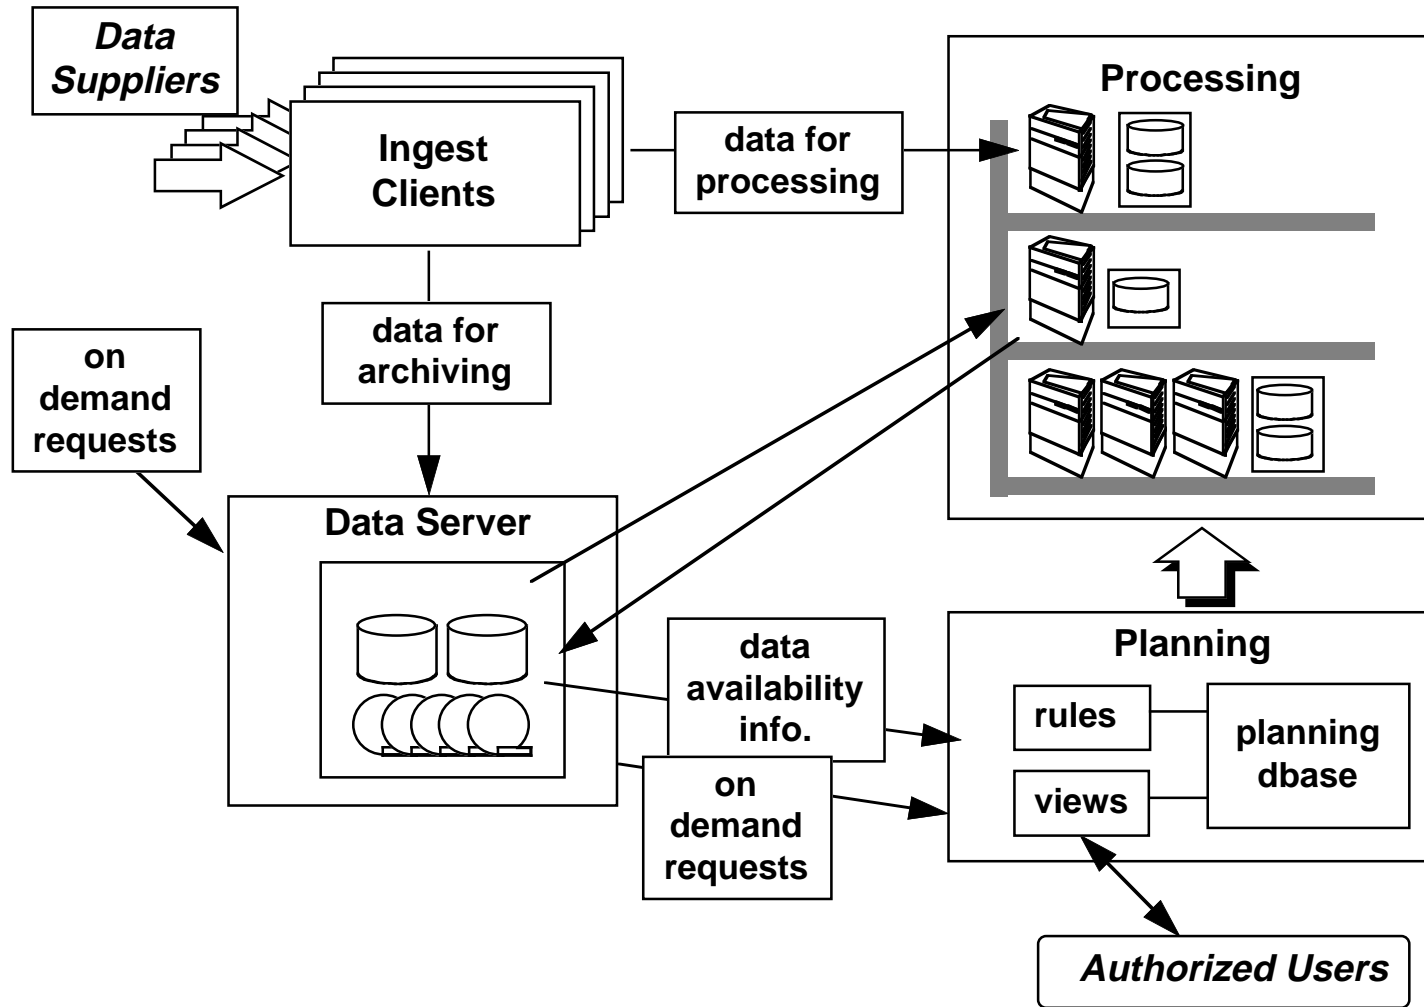 Data
Suppliers
Ingest
Clients
data for
processing
Processing
data for
archiving
on
demand
requests
Data Server
data
availability
info.
on
demand
requests
Planning
rules
views
planning
dbase
Authorized Users